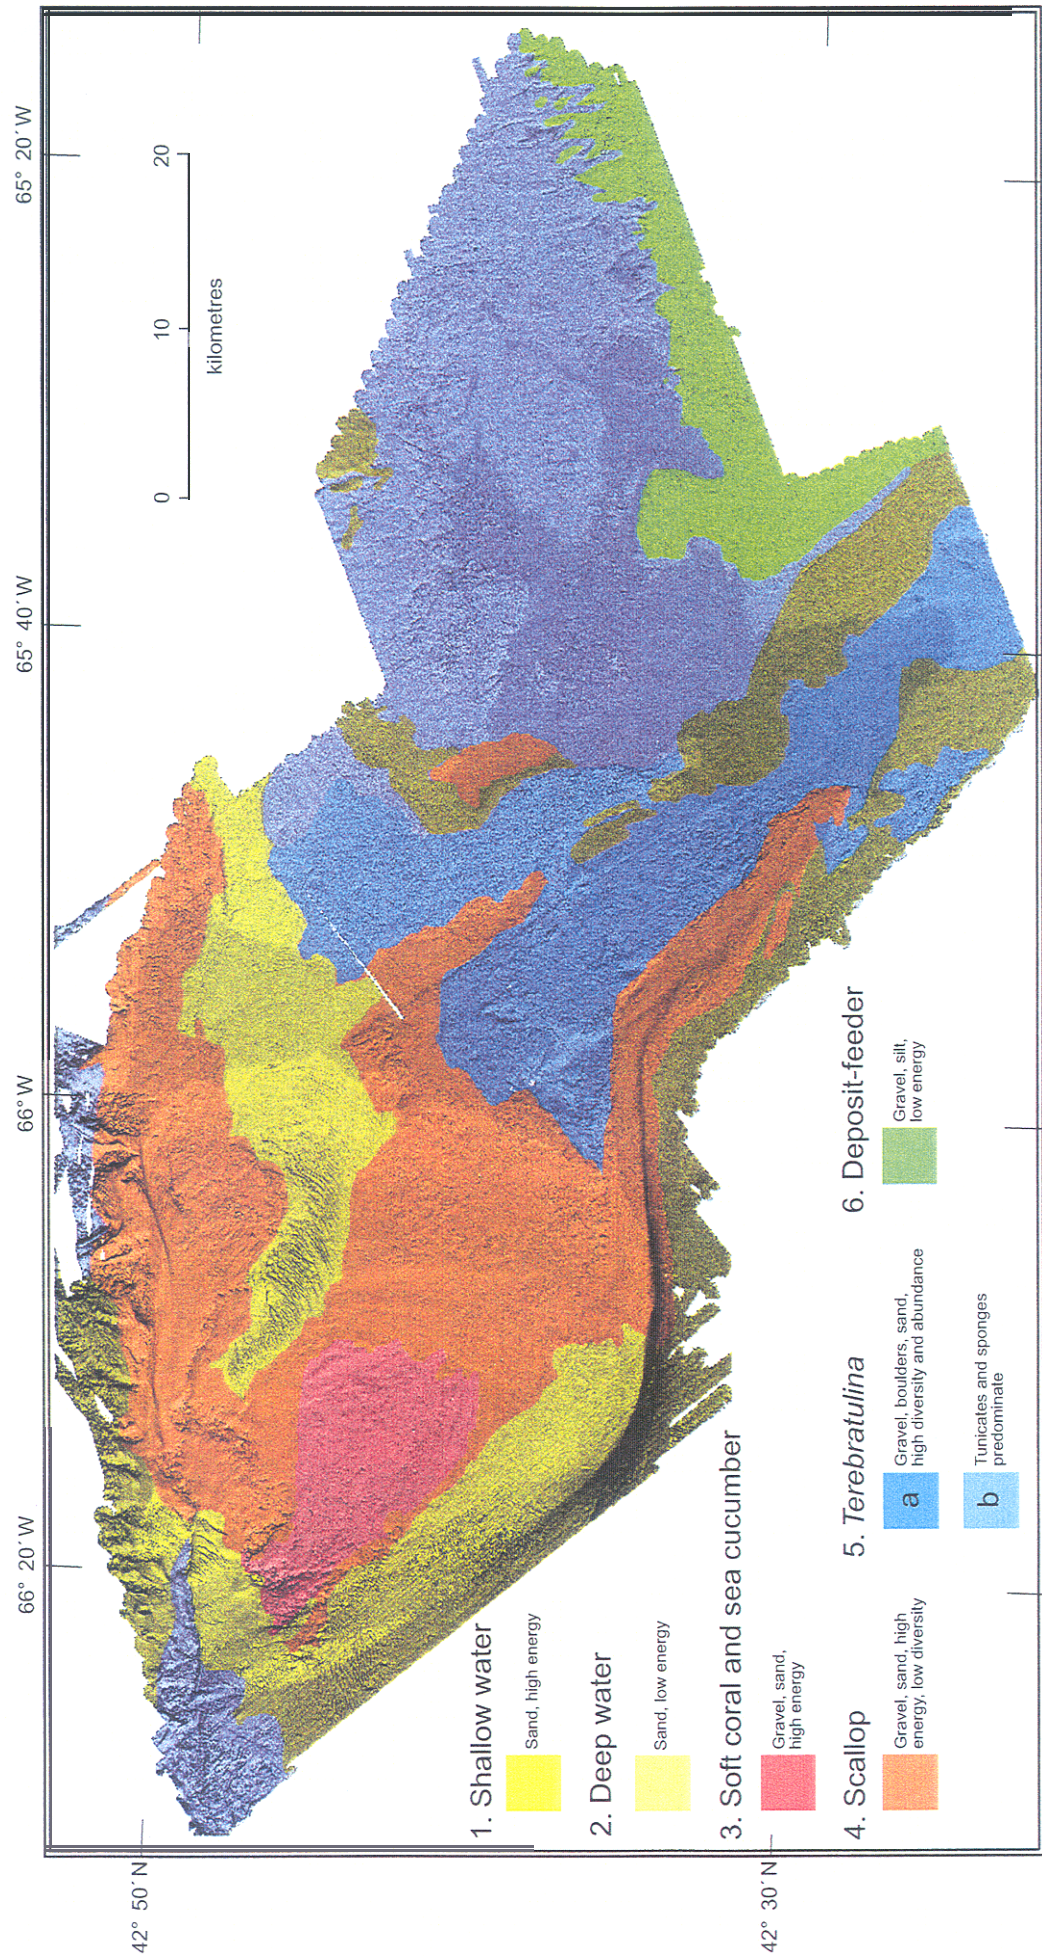 66° 20´ W
66° W
65° 40´ W
65° 20´ W
42° 50´ N
42° 30´ N
0
10
20
kilometres
1. Shallow water
Sand, high energy
2. Deep water
Sand, low energy
3. Soft coral and sea cucumber
Gravel, sand,
high energy
4. Scallop
Gravel, sand, high
energy, low diversity
5. Terebratulina
a
Gravel, boulders, sand,
high diversity and abundance
b
Tunicates and sponges
predominate
6. Deposit-feeder
Gravel, silt,
low energy